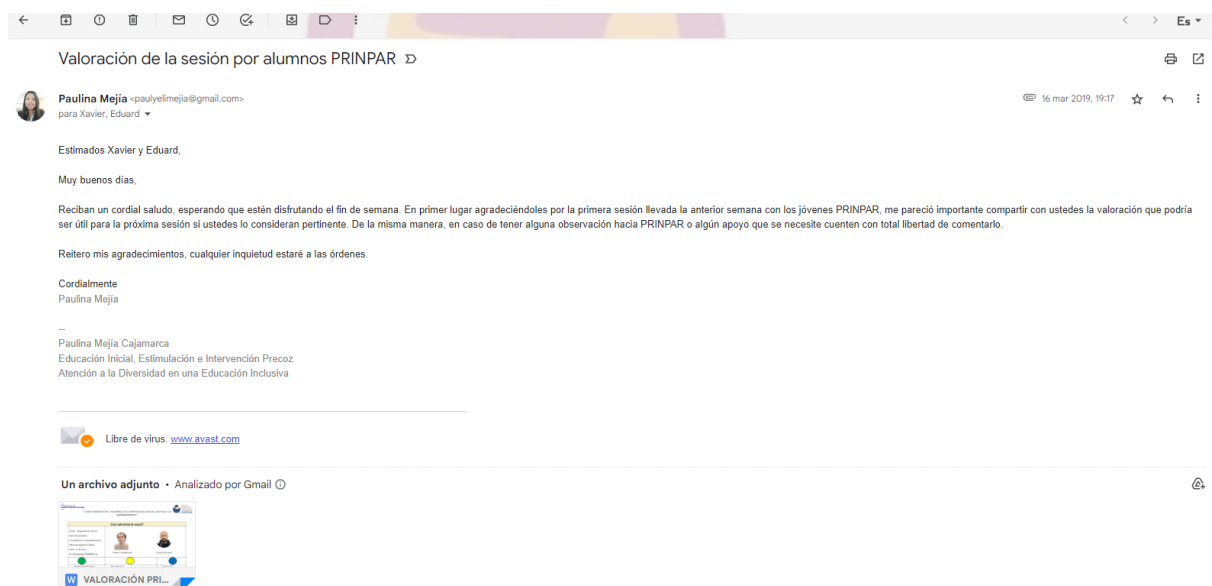 Es
Valoración de la sesión por alumnos PRINPAR
Paulina Mejía <paulyelimejia@gmail.com>
16 mar 2019, 19:17
para Xavier, Eduard
Estimados Xavier y Eduard,
Muy buenos días,
Reciban un cordial saludo, esperando que estén disfrutando el fin de semana. En primer lugar agradeciéndoles por la primera sesión llevada la anterior semana con los jóvenes PRINPAR, me pareció importante compartir con ustedes la valoración que podría
ser útil para la próxima sesión si ustedes lo consideran pertinente. De la misma manera, en caso de tener alguna observación hacia PRINPAR o algún apoyo que se necesite cuenten con total libertad de comentarlo.
Reitero mis agradecimientos, cualquier inquietud estaré a las órdenes.
Cordialmente
Paulina Mejía
--
Paulina Mejía Cajamarca
Educación Inicial, Estimulación e Intervención Precoz
Atención a la Diversidad en una Educación Inclusiva
Libre de virus. www.avast.com
Un archivo adjunto • Analizado por Gmail
W VALORACIÓN PRI...